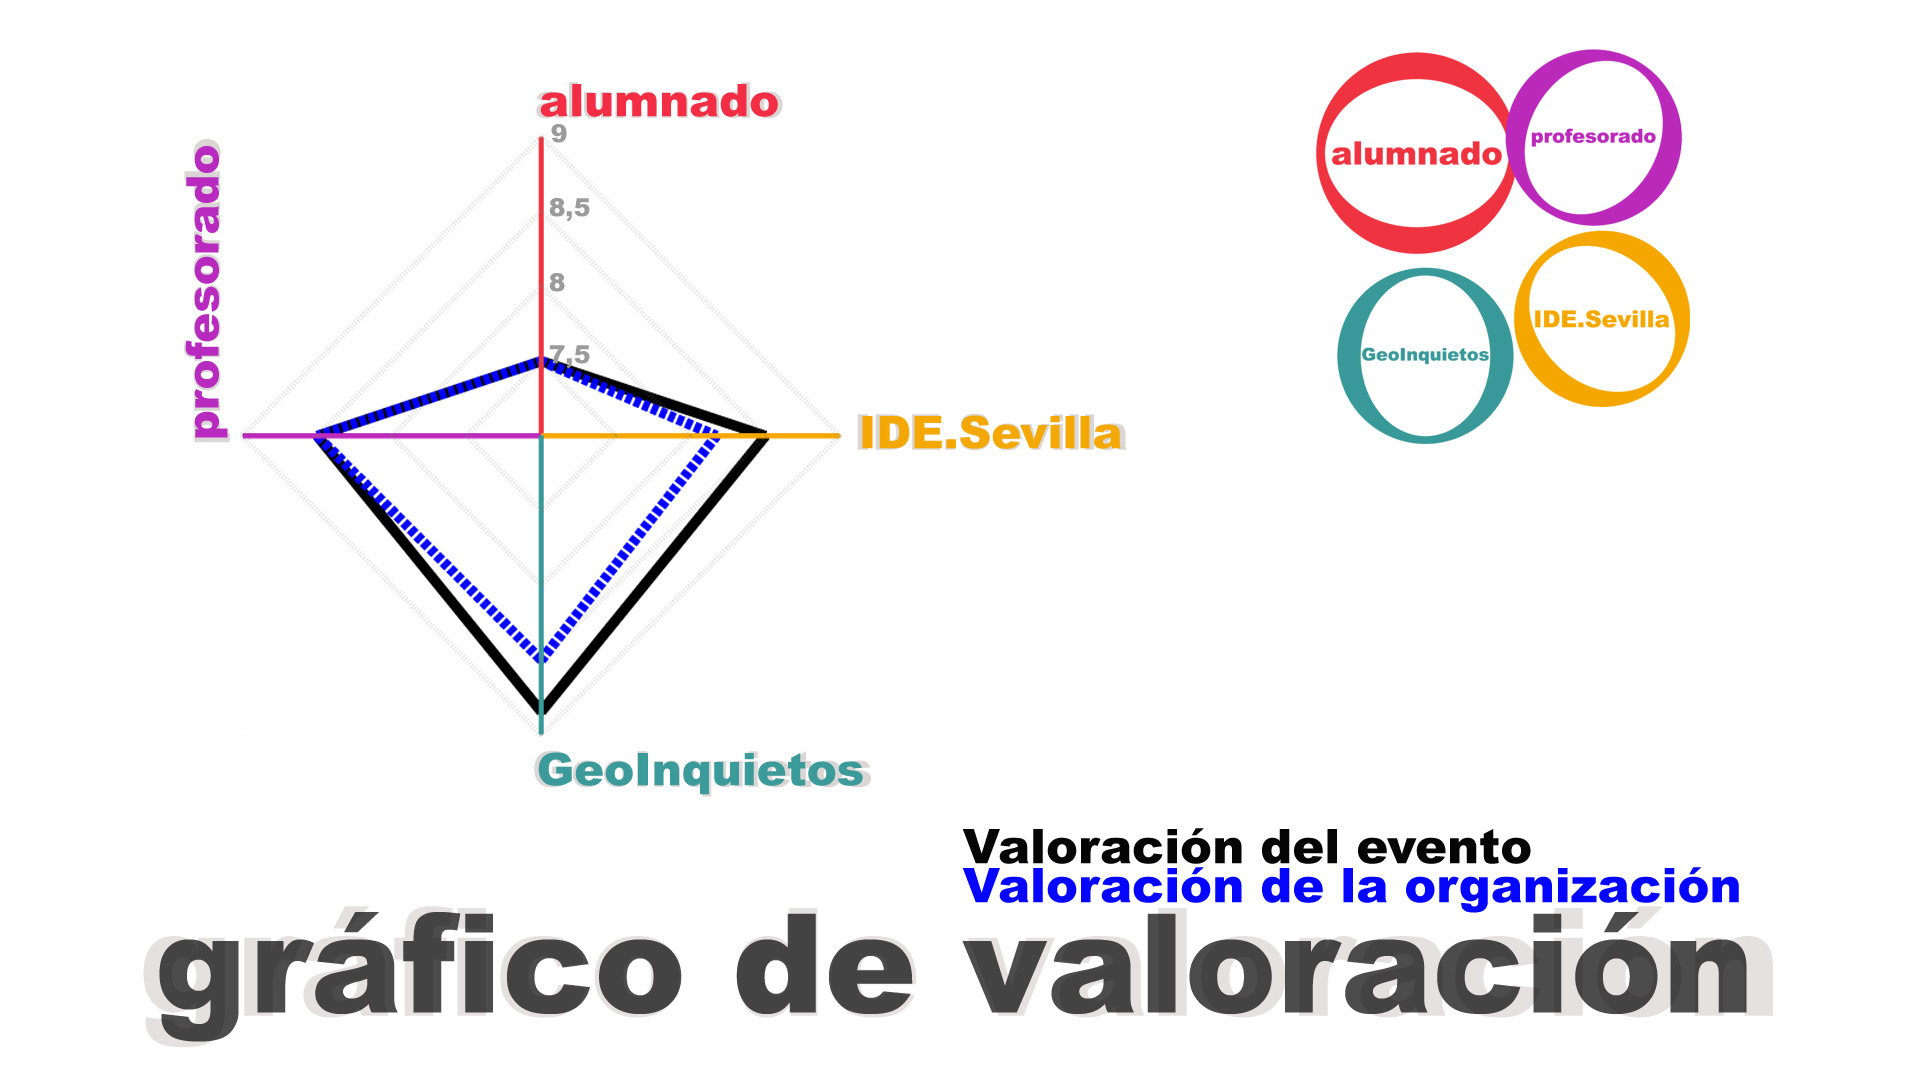 alumnado
9
8,5
8
7,5
profesorado
IDE.Sevilla
GeoInquietos
alumnado
profesorado
GeoInquietos
IDE.Sevilla
Valoración del evento
Valoración de la organización
gráfico de valoración